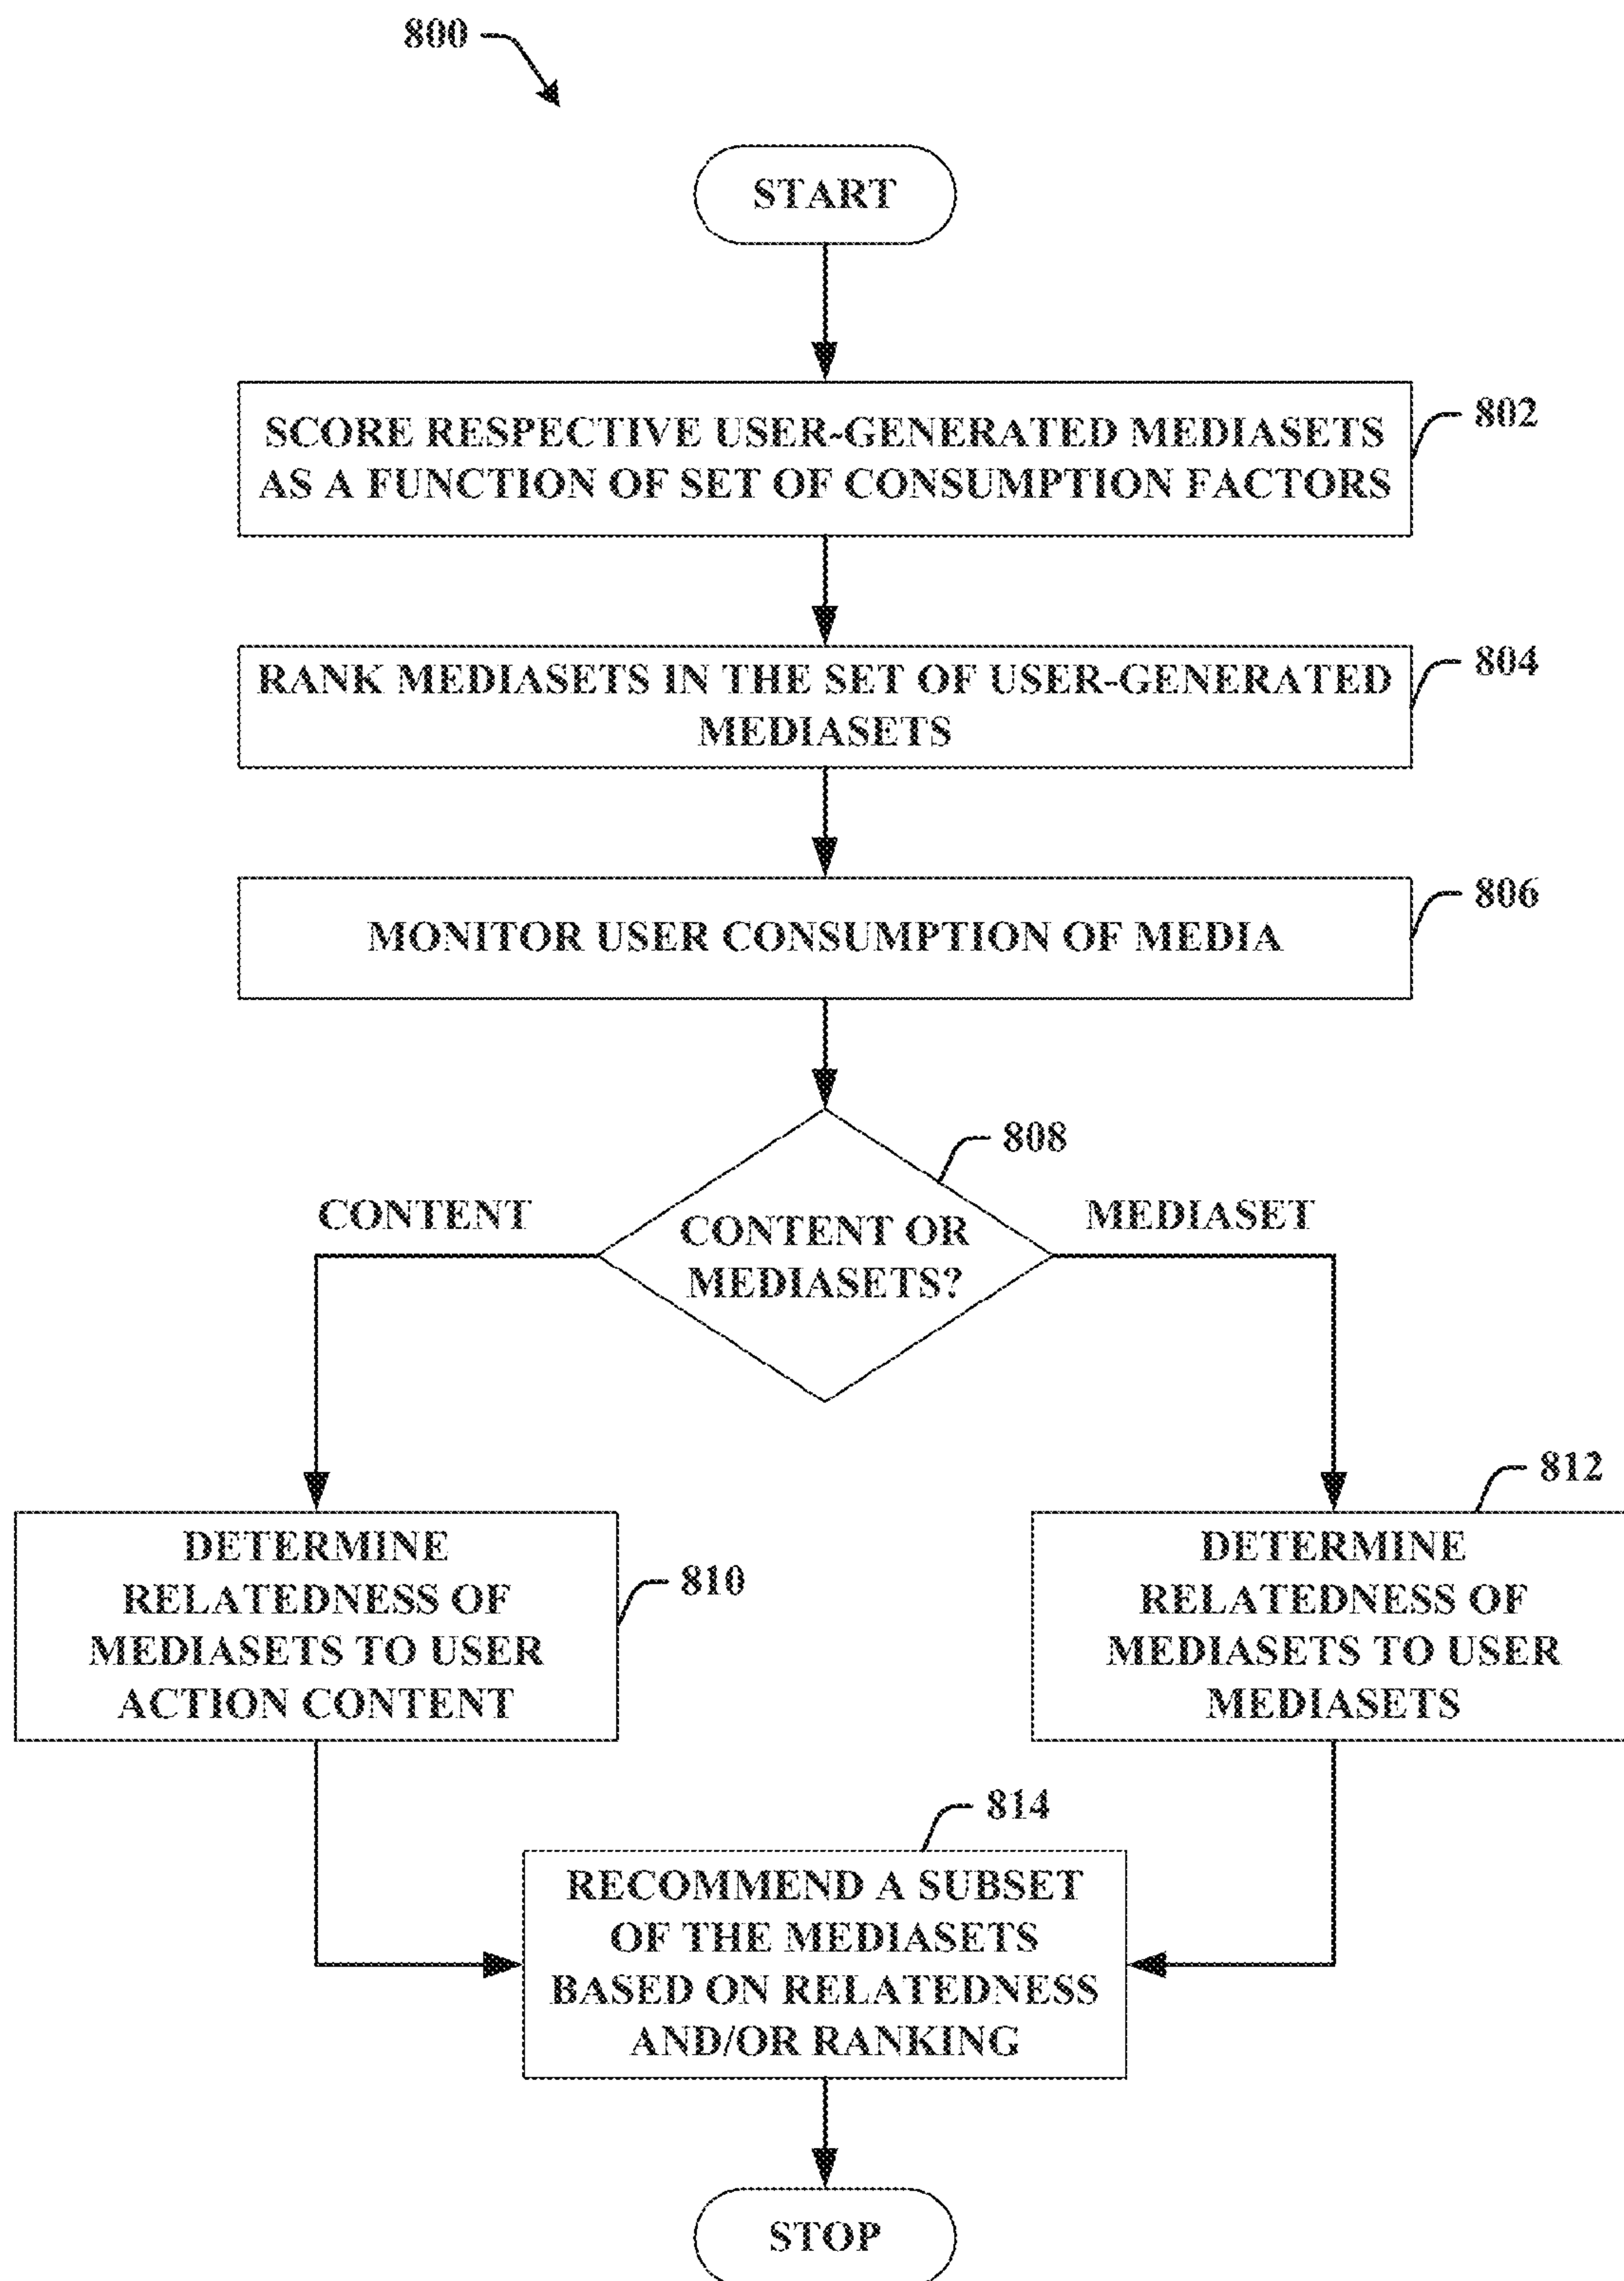 800
START
SCORE RESPECTIVE USER-GENERATED MEDIASETS
AS A FUNCTION OF SET OF CONSUMPTION FACTORS
802
RANK MEDIASETS IN THE SET OF USER-GENERATED
MEDIASETS
804
MONITOR USER CONSUMPTION OF MEDIA
806
808
CONTENT
CONTENT OR
MEDIASETS?
MEDIASET
DETERMINE
RELATEDNESS OF
MEDIASETS TO USER
ACTION CONTENT
810
812
DETERMINE
RELATEDNESS OF
MEDIASETS TO USER
MEDIASETS
814
RECOMMEND A SUBSET
OF THE MEDIASETS
BASED ON RELATEDNESS
AND/OR RANKING
STOP